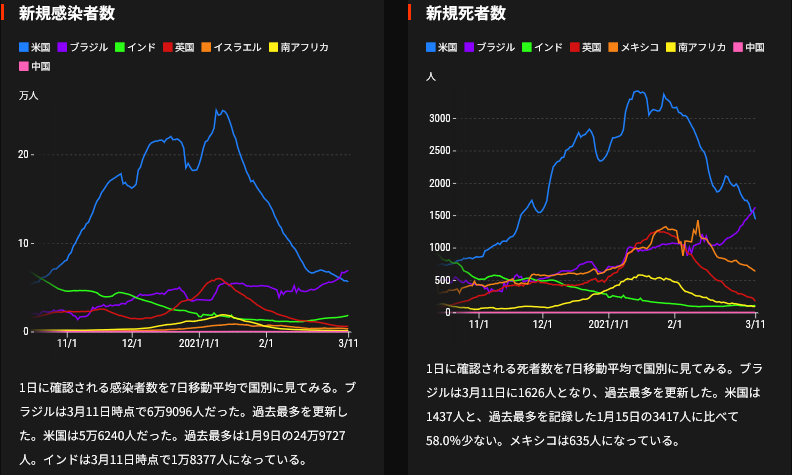 新規感染者数
米国 ブラジル インド 英国 イスラエル 南アフリカ
中国
万人
20
10
0
11/1 12/1 2021/1/1 2/1 3/11
1日に確認される感染者数を7日移動平均で国別に見てみる。ブ
ラジルは3月11日時点で6万9096人だった。過去最多を更新し
た。米国は5万6240人だった。過去最多は1月9日の24万9727
人。インドは3月11日時点で1万8377人になっている。
新規死者数
米国 ブラジル インド 英国 メキシコ 南アフリカ 中国
人
3000
2500
2000
1500
1000
500
0
11/1 12/1 2021/1/1 2/1 3/11
1日に確認される死者数を7日移動平均で国別に見てみる。ブラ
ジルは3月11日に1626人となり、過去最多を更新した。米国は
1437人と、過去最多を記録した1月15日の3417人に比べて
58.0%少ない。メキシコは635人になっている。